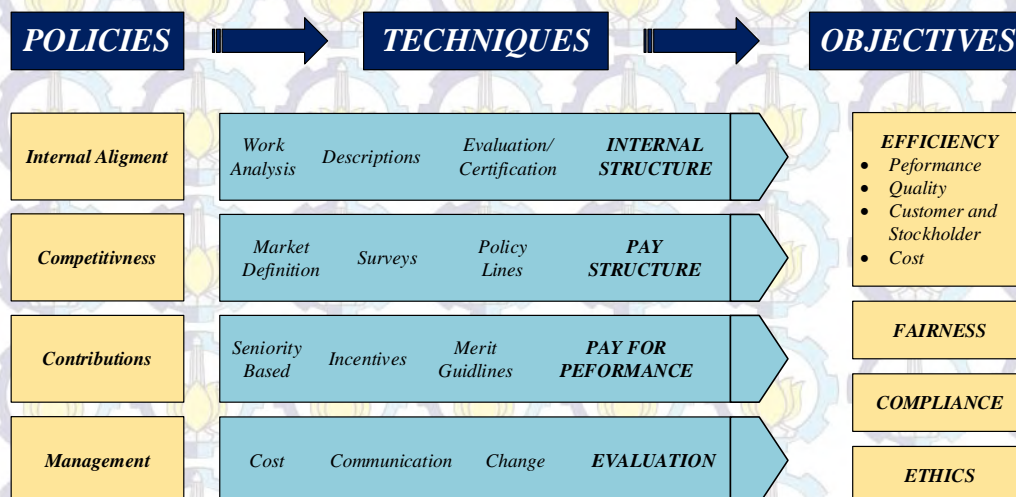 POLICIES
TECHNIQUES
OBJECTIVES
Internal Aligment
Work
Analysis
Descriptions
Evaluation/
Certification
INTERNAL
STRUCTURE
Competitivness
Market
Definition
Surveys
Policy
Lines
PAY
STRUCTURE
Contributions
Seniority
Based
Incentives
Merit
Guidlines
PAY FOR
PEFORMANCE
Management
Cost
Communication
Change
EVALUATION
EFFICIENCY
• Peformance
• Quality
• Customer and
Stockholder
• Cost
FAIRNESS
COMPLIANCE
ETHICS